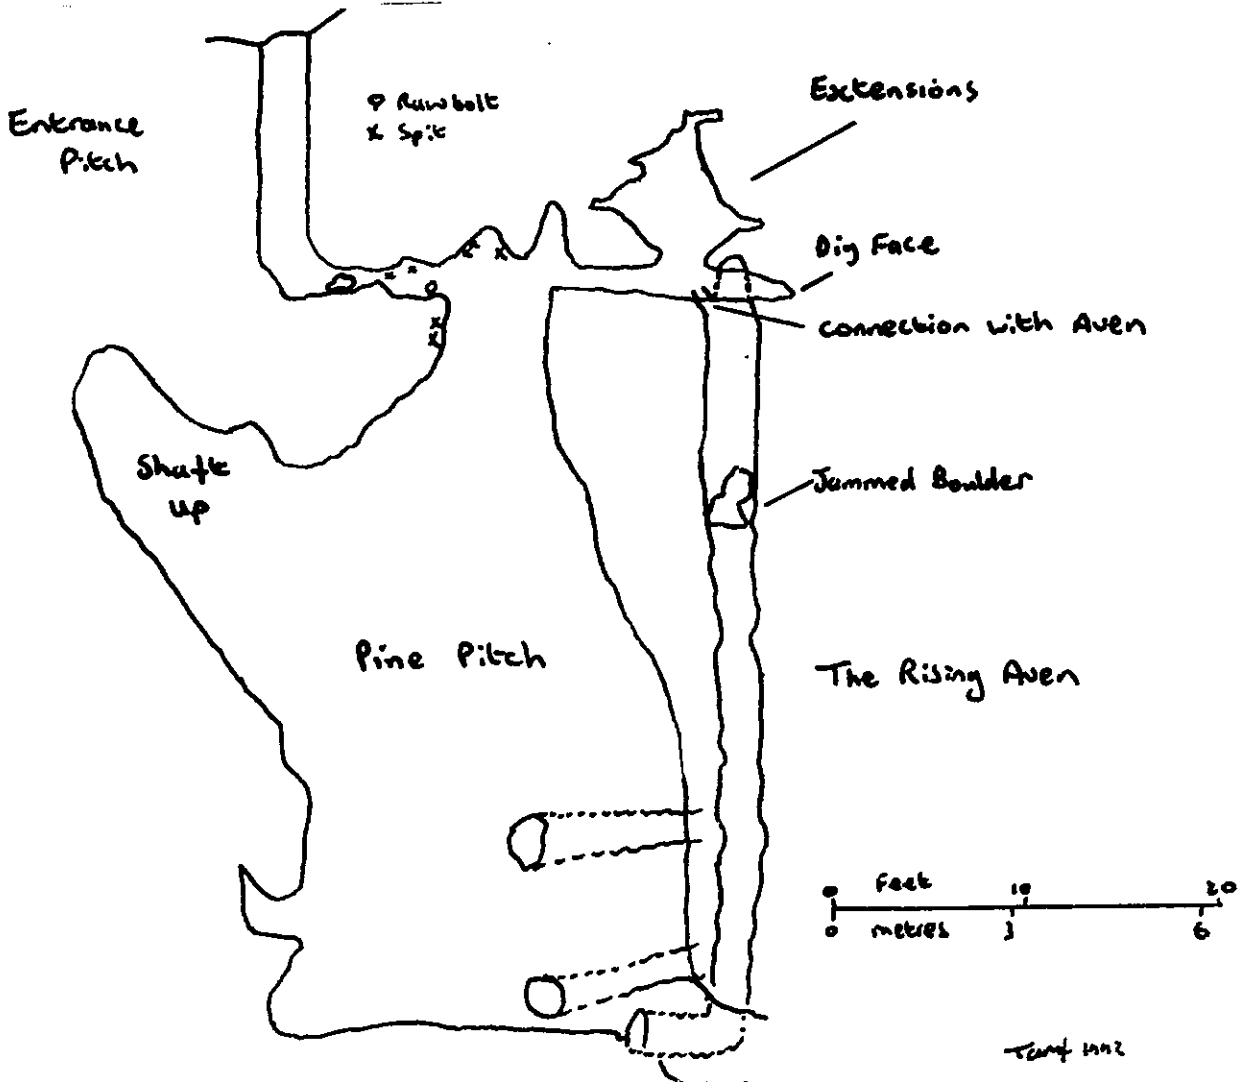 Extensions
Entrance
Pitch
Rawbolt
x Spit
Dig Face
Connection with Aven
Shaft
up
Jammed Boulder
Pine Pitch
The Rising Aven
0 Feet 10 20
0 metres 3 6